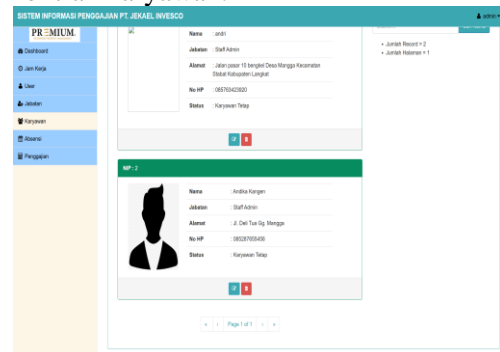 SISTEM INFORMASI PENGGAJIAN PT. JEKAEL INVESCO
admin
PREMIUM
Dashboard
Jam Kerja
User
Jabatan
Karyawan
Absensi
Penggajian
Nama : andri
Jabatan : Staff Admin
Alamat : Jalan pasar 10 bengkel Desa Wangga Kecamatan
Stabat Kabupaten Langkat
No HP : 085760423920
Status : Karyawan Tetap
Jumlah Record = 2
Jumlah Halaman = 1
NIP : 2
Nama : Andika Kangen
Jabatan : Staff Admin
Alamat : Jl. Deli Tua Gg. Mangga
No HP
Status : Karyawan Tetap
« ‹ Page 1 of 1 › »